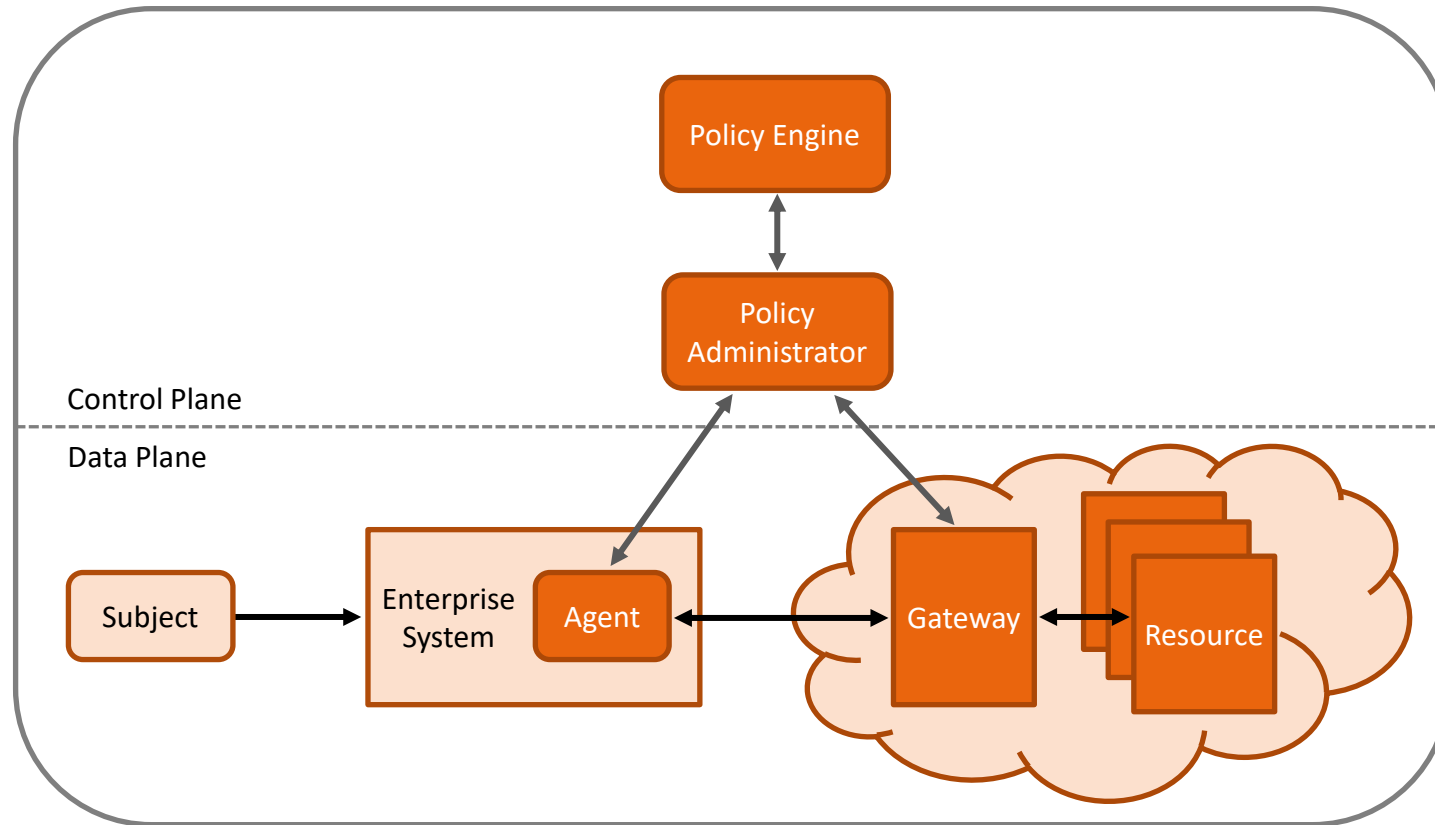 Policy Engine
Policy
Administrator
Control Plane
Data Plane
Subject
Enterprise
System
Agent
Gateway
Resource